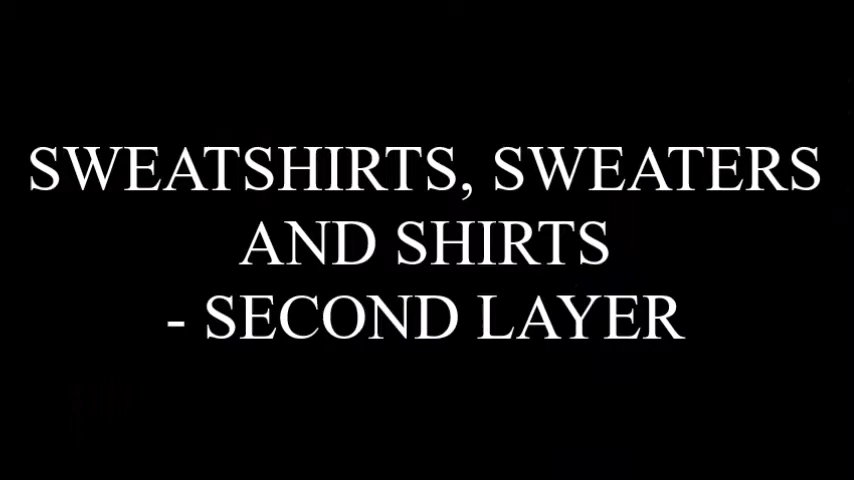 SWEATSHIRTS, SWEATERS
AND SHIRTS
- SECOND LAYER